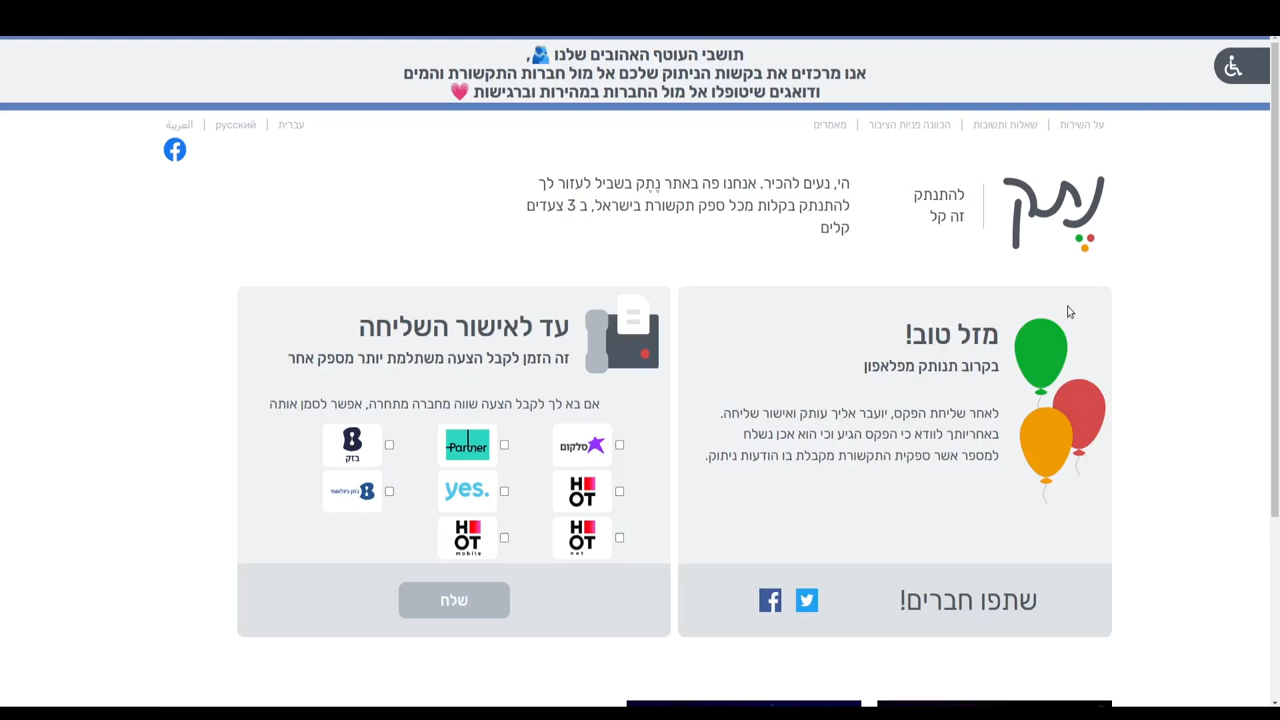 תושבי העוטף האהובים שלנו 🫂,
אנו מרכזים את בקשות הניתוק שלכם אל מול חברות התקשורת והמים
ודואגים שיטופלו אל מול החברות במהירות וברגישות 💗
על השירות | שאלות ותשובות | הכוונה פניות הציבור | מאמרים
עברית | русский | العربية
נֶתֶק
להתנתק
זה קל
הי, נעים להכיר. אנחנו פה באתר נֶתֶק בשביל לעזור לך
להתנתק בקלות מכל ספק תקשורת בישראל, ב 3 צעדים
קלים
מזל טוב!
בקרוב תנותק מפלאפון
לאחר שליחת הפקס, יועבר אליך עותק ואישור שליחה.
באחריותך לוודא כי הפקס הגיע וכי הוא אכן נשלח
למספר אשר ספקית התקשורת מקבלת בו הודעות ניתוק.
שתפו חברים!
עד לאישור השליחה
זה הזמן לקבל הצעה משתלמת יותר מספק אחר
אם בא לך לקבל הצעה שווה מחברה מתחרה, אפשר לסמן אותה
סלקום
Partner
בזק
HOT
yes.
בזק בינלאומי
HOT net
HOT mobile
שלח